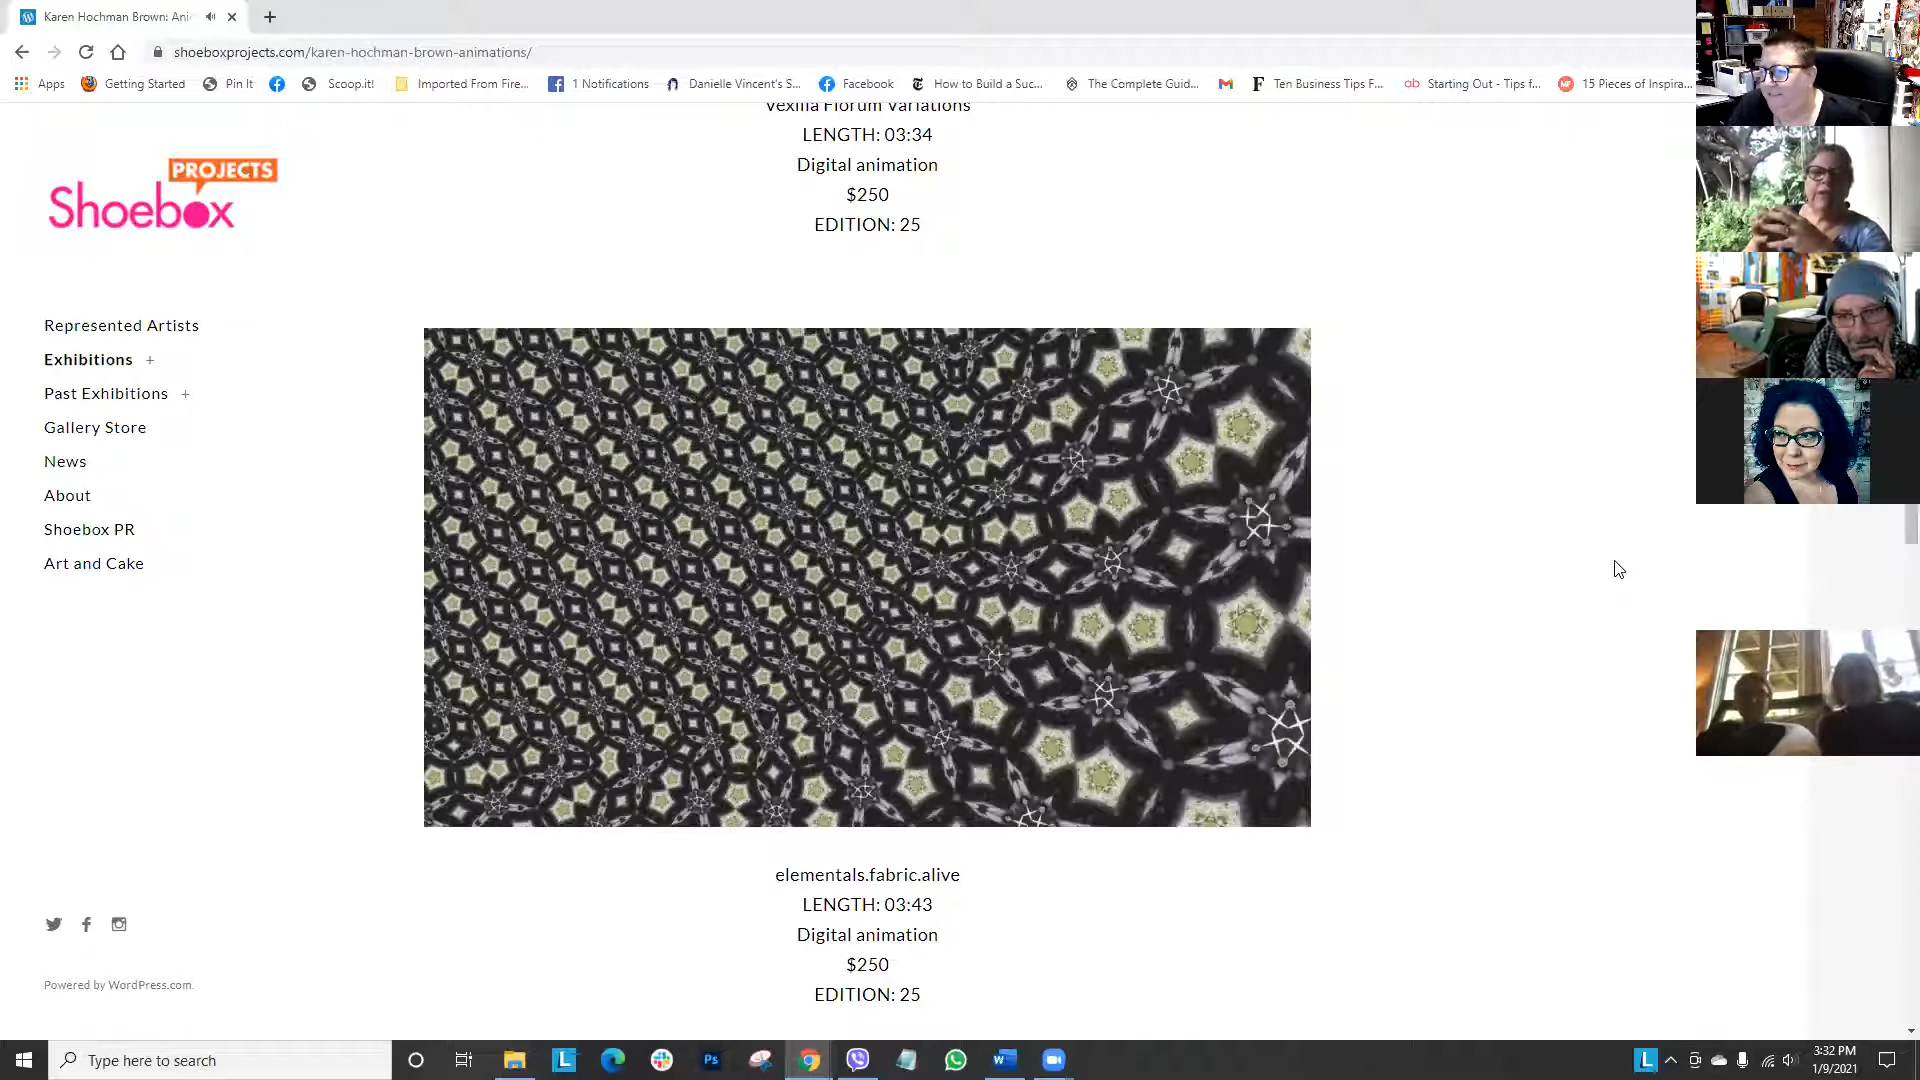 Karen Hochman Brown: Ani
shoeboxprojects.com/karen-hochman-brown-animations/
Apps
Getting Started
Pin It
Scoop.it!
Imported From Fire...
1 Notifications
Danielle Vincent's S...
Facebook
How to Build a Suc...
The Complete Guid...
Ten Business Tips F...
ab
Starting Out - Tips f...
15 Pieces of Inspira...
PROJECTS
Shoebox
Represented Artists
Exhibitions +
Past Exhibitions +
Gallery Store
News
About
Shoebox PR
Art and Cake
Powered by WordPress.com.
Vexilla Florum Variations
LENGTH: 03:34
Digital animation
$250
EDITION: 25
elementals.fabric.alive
LENGTH: 03:43
Digital animation
$250
EDITION: 25
Type here to search
3:32 PM
1/9/2021